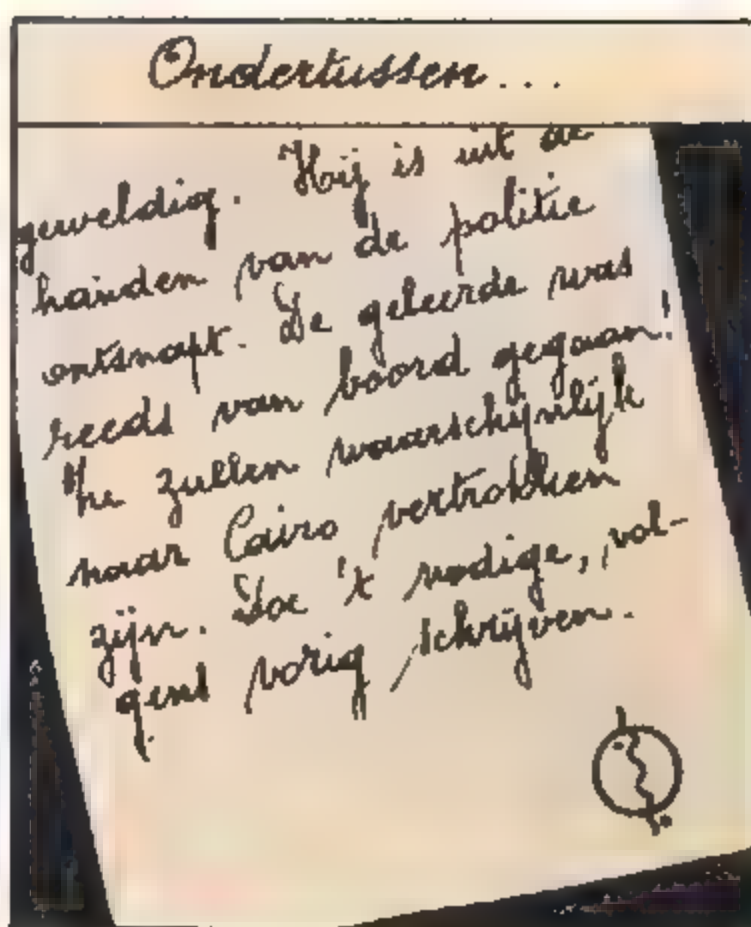 Ondertussen...
geweldig. Hij is uit de
handen van de politie
ontsnapt. De geleerde was
reeds van boord gegaan!
Ze zullen waarschijnlijk
naar Cairo vertrokken
zijn. Doe 't nodige, vol-
gens vorig schrijven.